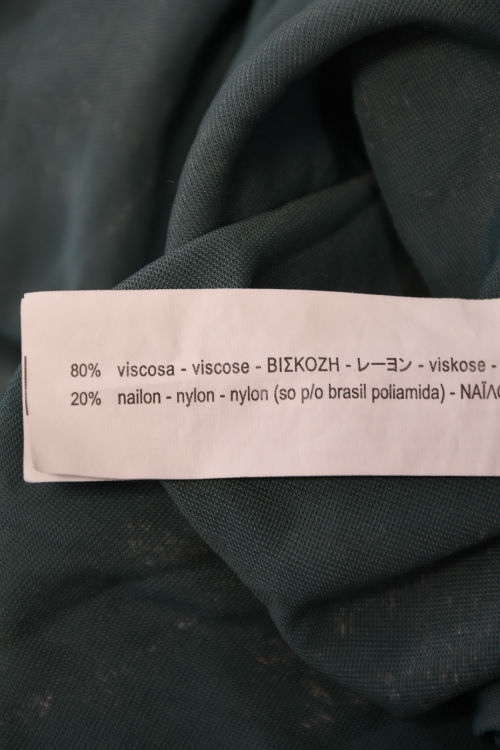 80% viscosa - viscose - ΒΙΣΚΟΖΗ - レーヨン - viskose -
20% nailon - nylon - nylon (so p/o brasil poliamida) -